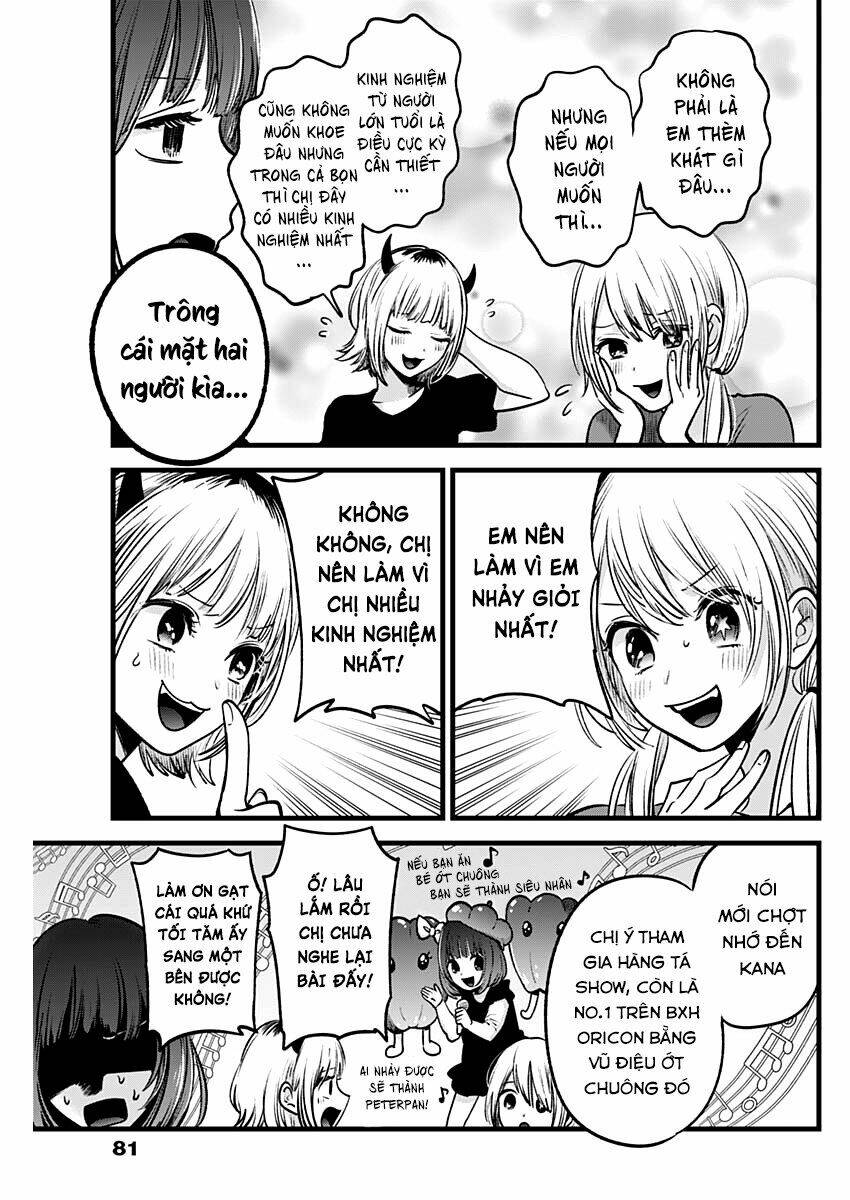 KHÔNG
PHẢI LÀ
EM THÈM
KHÁT GÌ
ĐÂU...
NHƯNG
NẾU MỌI
NGƯỜI
MUỐN
THÌ...
KINH NGHIỆM
TỪ NGƯỜI
LỚN TUỔI LÀ
ĐIỀU CỰC KỲ
CẦN THIẾT
...
CŨNG KHÔNG
MUỐN KHOE
ĐÂU NHƯNG
TRONG CẢ BỌN
THÌ CHỊ ĐÂY
CÓ NHIỀU KINH
NGHIỆM NHẤT
...
Trông
cái mặt hai
người kìa...
EM NÊN
LÀM VÌ EM
NHẢY GIỎI
NHẤT!
KHÔNG
KHÔNG, CHỊ
NÊN LÀM VÌ
CHỊ NHIỀU
KINH NGHIỆM
NHẤT!
NÓI
MỚI CHỢT
NHỚ ĐẾN
KANA
CHỊ Ý THAM
GIA HÀNG TÁ
SHOW, CÒN LÀ
NO.1 TRÊN BXH
ORICON BẰNG
VŨ ĐIỆU ỚT
CHUÔNG ĐÓ
NẾU BẠN ĂN
BÉ ỚT CHUÔNG
BẠN SẼ THÀNH SIÊU NHÂN
AI NHẢY ĐƯỢC
SẼ THÀNH
PETERPAN!
Ố! LÂU
LẮM RỒI
CHỊ CHƯA
NGHE LẠI
BÀI ĐẤY!
LÀM ƠN GẠT
CÁI QUÁ KHỨ
TỐI TĂM ẤY
SANG MỘT
BÊN ĐƯỢC
KHÔNG!
81